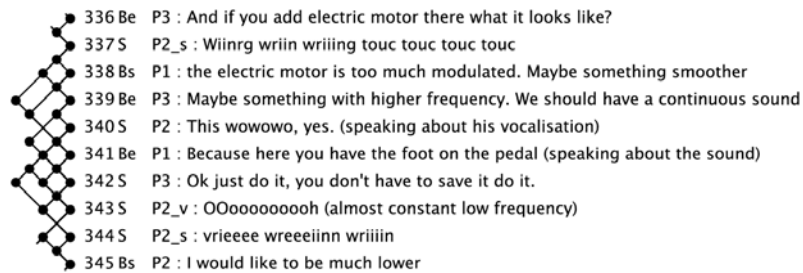 336 Be P3 : And if you add electric motor there what it looks like?
337 S P2_s : Wiinrg wriin wriiing touc touc touc touc
338 Bs P1 : the electric motor is too much modulated. Maybe something smoother
339 Be P3 : Maybe something with higher frequency. We should have a continuous sound
340 S P2 : This wowowo, yes. (speaking about his vocalisation)
341 Be P1 : Because here you have the foot on the pedal (speaking about the sound)
342 S P3 : Ok just do it, you don't have to save it do it.
343 S P2_v : OOooooooooh (almost constant low frequency)
344 S P2_s : vrieeee wreeeiinn wriiiin
345 Bs P2 : I would like to be much lower